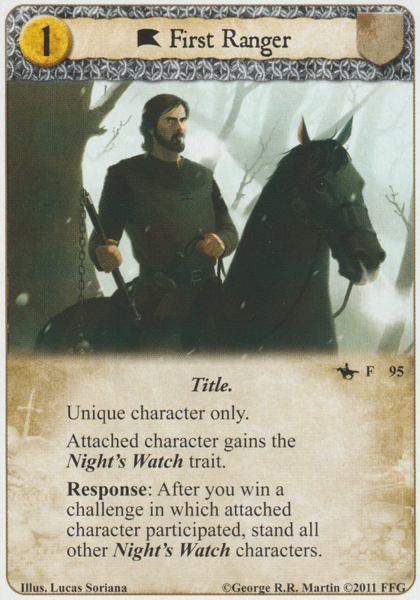 1 First Ranger
F 95
Title.
Unique character only.
Attached character gains the
Night's Watch trait.
Response: After you win a
challenge in which attached
character participated, stand all
other Night's Watch characters.
Illus. Lucas Soriana ©George R.R. Martin ©2011 FFG